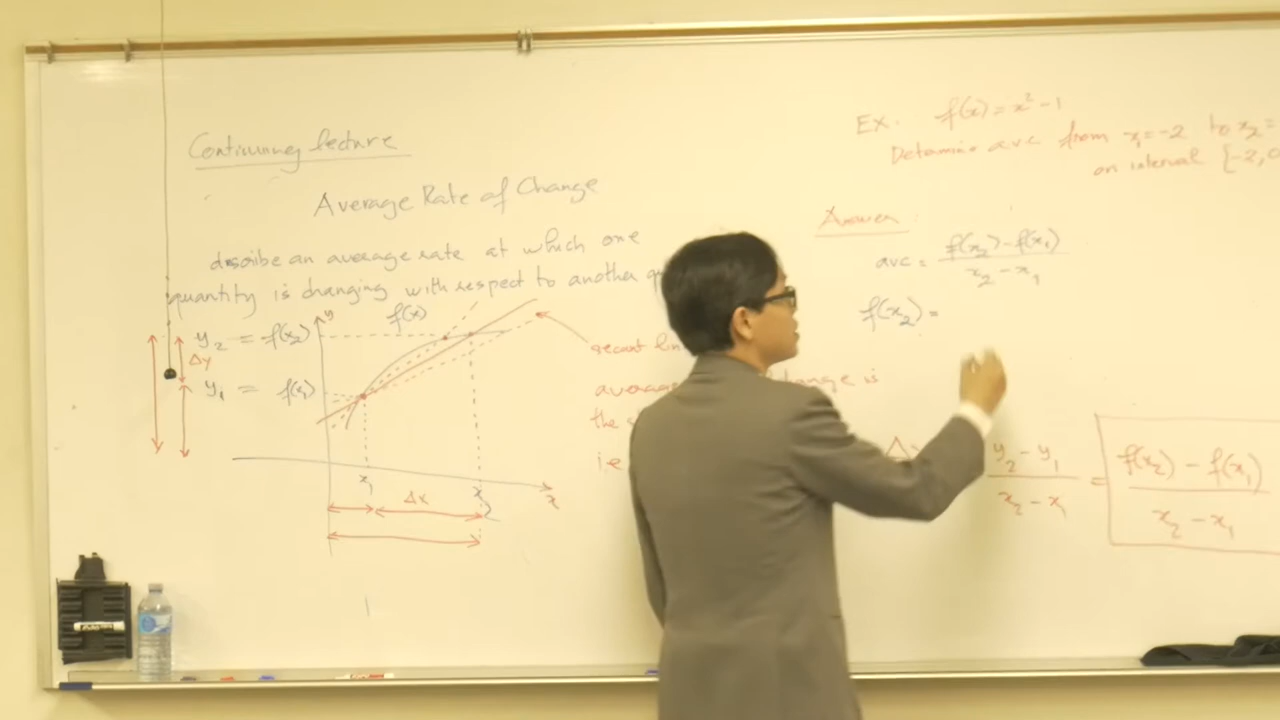 Continuing lecture
Average Rate of Change
describe an average rate at which one
quantity is changing with respect to another
y₂ = f(x₂)
Δy
y₁ = f(x₁)
y
f(x)
x₁
Δx
x₂
x
secant
average
the
i.e
is
y₂ - y₁
x₂ - x₁
=
f(x₂) - f(x₁)
x₂ - x₁
EX. f(x) = x² - 1
Determine avc from x₁ = -2 to x₂ =
on interval [-2,
Answer:
avc = f(x₂) - f(x₁)
x₂ - x₁
f(x₂) =